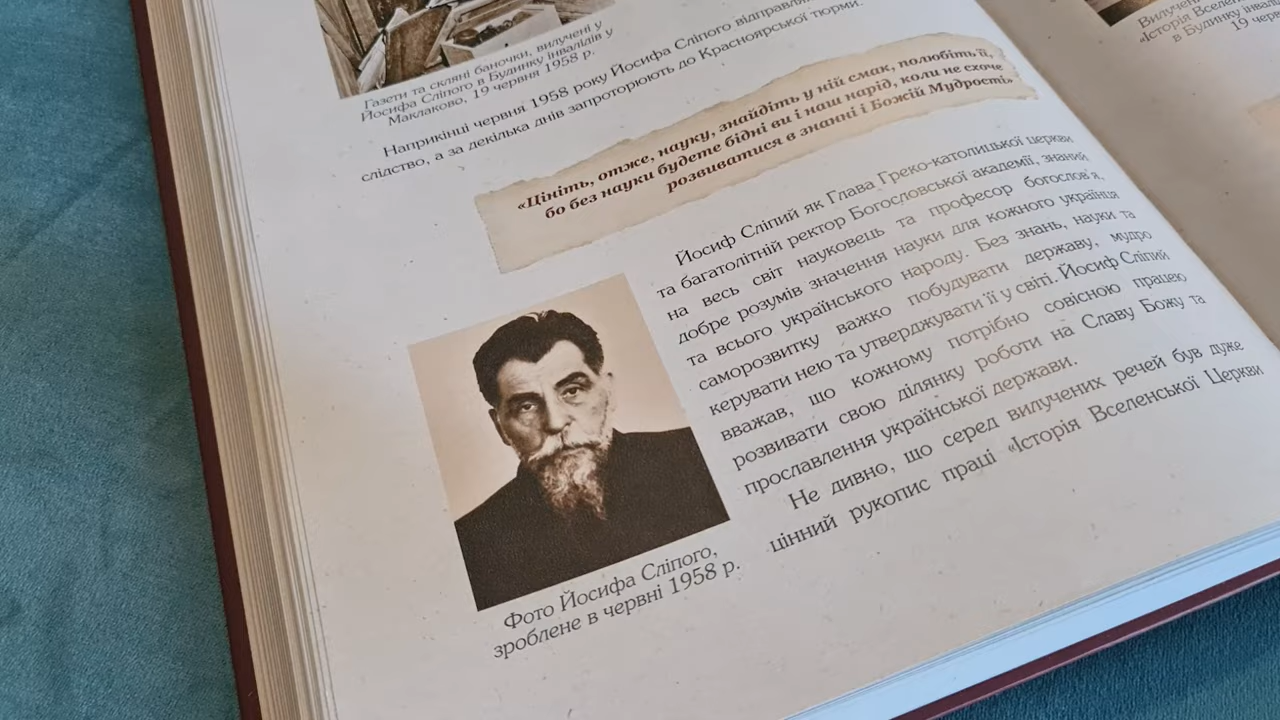 Газети та скляні баночки, вилучені у
Йосифа Сліпого в Будинку інвалідів у
Маклаково, 19 червня 1958 р.
Наприкінці червня 1958 року Йосифа Сліпого відправля
слідство, а за декілька днів запроторюють до Красноярської тюрми.
«Цініть, отже, науку, знайдіть у ній смак, полюбіть її,
бо без науки будете бідні ви і наш нарід, коли не схоче
розвиватися в знанні і Божій Мудрості»
Йосиф Сліпий як Глава Греко-католицької церкви
та багатолітній ректор Богословської академії, знаний
на весь світ науковець та професор богослов'я,
добре розумів значення науки для кожного українця
та всього українського народу. Без знань, науки та
саморозвитку важко побудувати державу, мудро
керувати нею та утверджувати її у світі. Йосиф Сліпий
вважав, що кожному потрібно совісною працею
розвивати свою ділянку роботи на Славу Божу та
прославлення української держави.
Не дивно, що серед вилучених речей був дуже
цінний рукопис праці «Історія Вселенської Церкви
Фото Йосифа Сліпого,
зроблене в червні 1958 р.
Вилучен
«Історія Вселен
в Будинку інва
19 черв